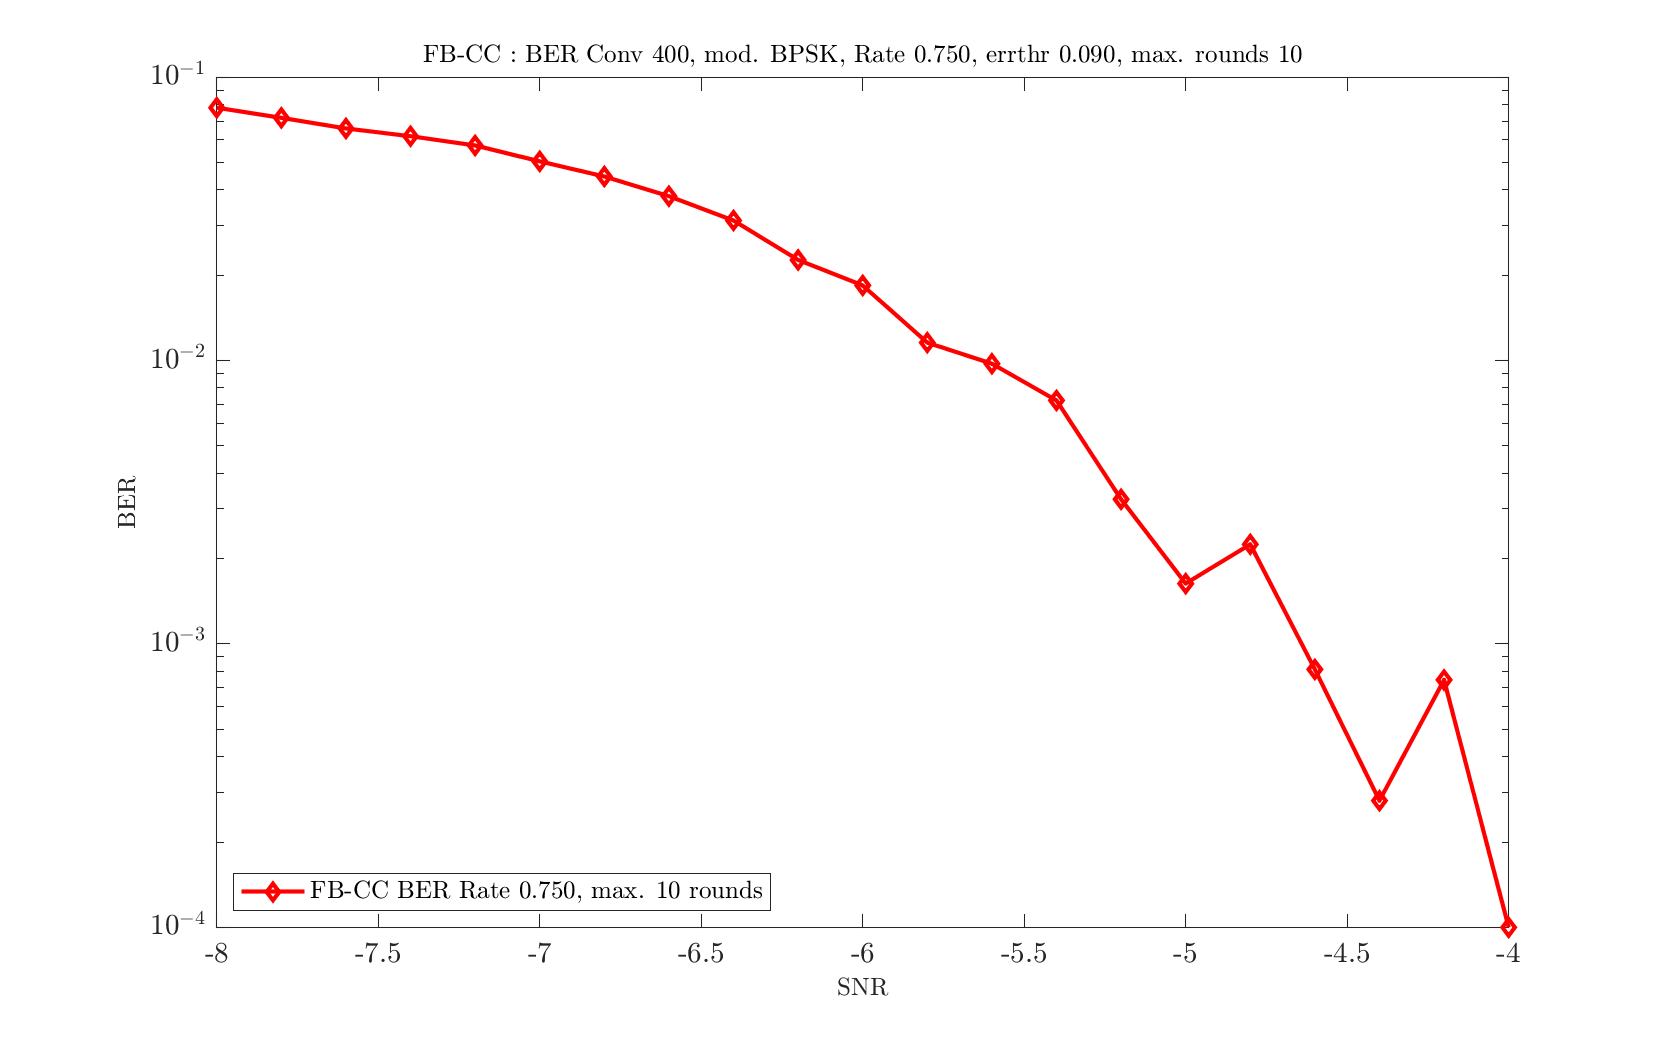 FB-CC : BER Conv 400, mod. BPSK, Rate 0.750, errthr 0.090, max. rounds 10
10^{-1}
10^{-2}
10^{-3}
10^{-4}
BER
FB-CC BER Rate 0.750, max. 10 rounds
-8 -7.5 -7 -6.5 -6 -5.5 -5 -4.5 -4
SNR